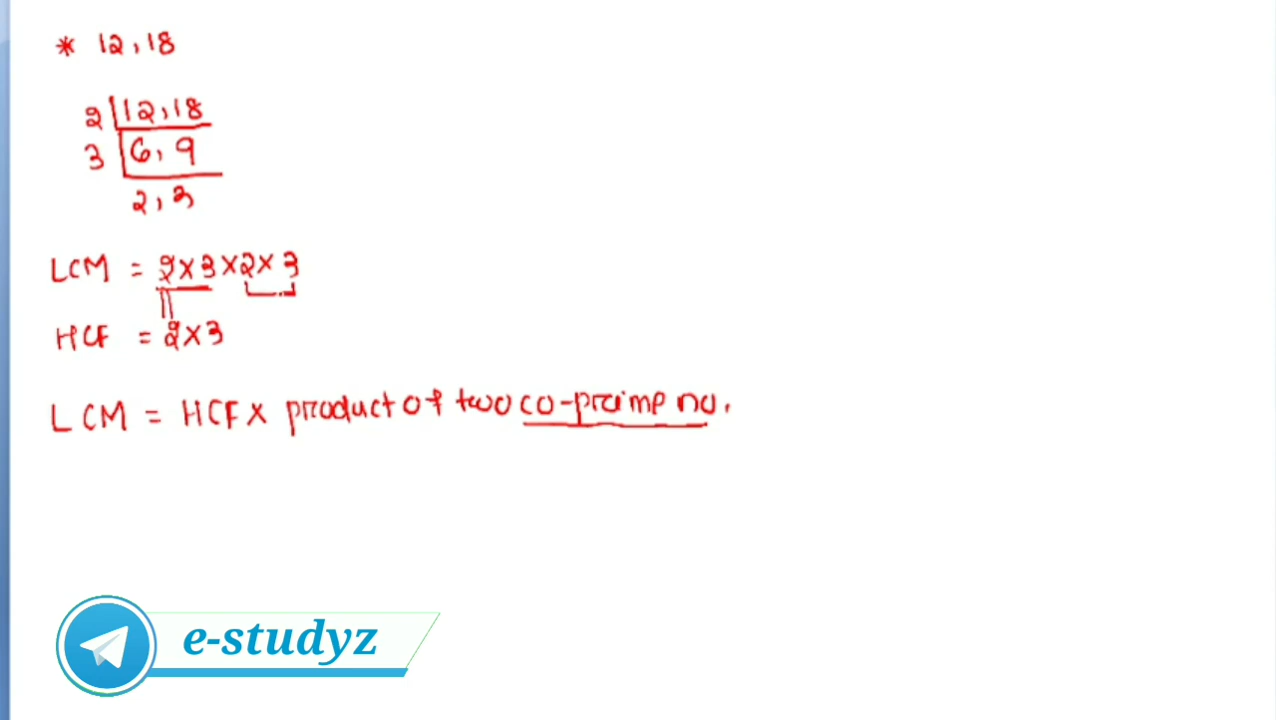 * 12,18
2 12,18
3 6, 9
2, 3
LCM = 2×3×2×3
HCF = 2×3
LCM = HCF × product of two co-prime no.
e-studyz